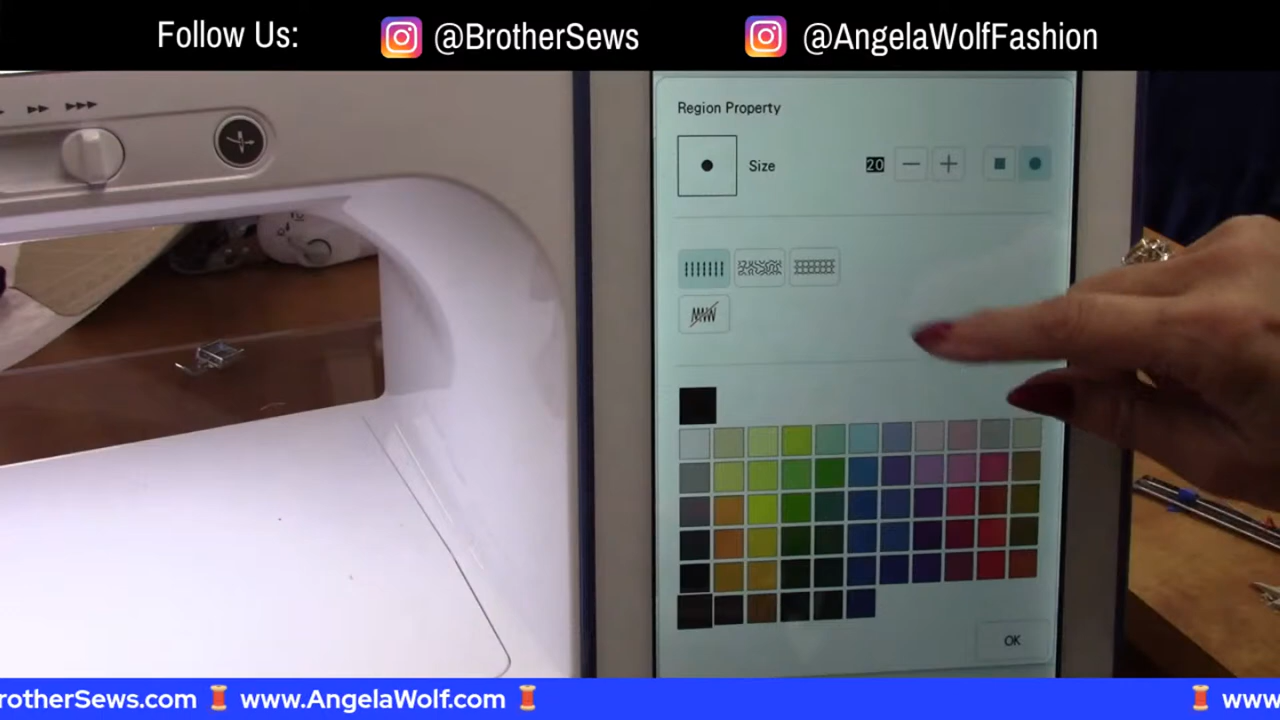 Follow Us:
@BrotherSews
@AngelaWolfFashion
Region Property
Size
20
OK
rotherSews.com
www.AngelaWolf.com
www